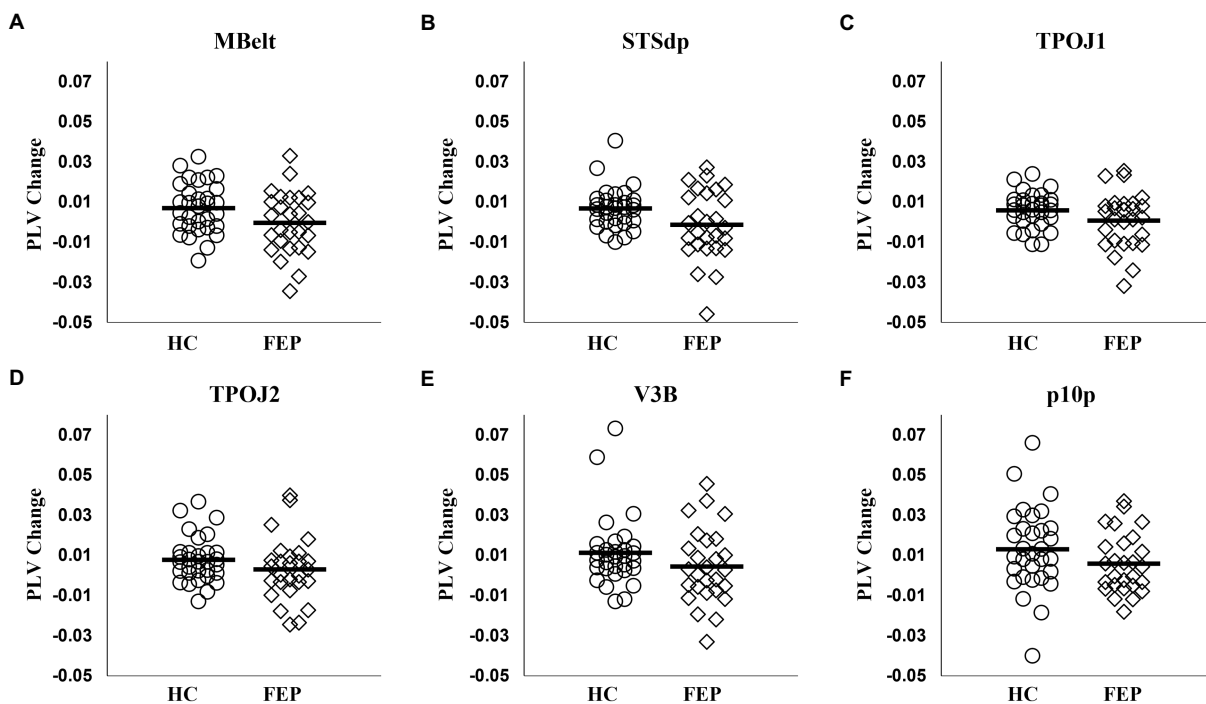 A
MBelt
PLV Change
0.07
0.05
0.03
0.01
-0.01
-0.03
-0.05
HC FEP
B
STSdp
PLV Change
0.07
0.05
0.03
0.01
-0.01
-0.03
-0.05
HC FEP
C
TPOJ1
PLV Change
0.07
0.05
0.03
0.01
-0.01
-0.03
-0.05
HC FEP
D
TPOJ2
PLV Change
0.07
0.05
0.03
0.01
-0.01
-0.03
-0.05
HC FEP
E
V3B
PLV Change
0.07
0.05
0.03
0.01
-0.01
-0.03
-0.05
HC FEP
F
p10p
PLV Change
0.07
0.05
0.03
0.01
-0.01
-0.03
-0.05
HC FEP